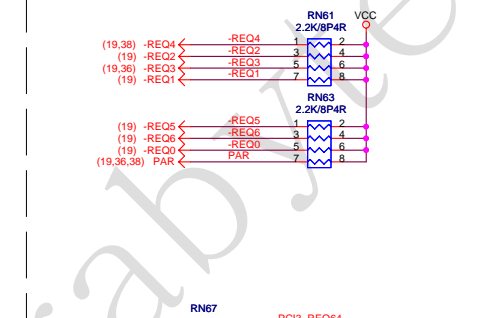 RN61 VCC
2.2K/8P4R
(19,38) -REQ4 -REQ4 1 2
(19) -REQ2 -REQ2 3 4
(19,36) -REQ3 -REQ3 5 6
(19) -REQ1 -REQ1 7 8
RN63
2.2K/8P4R
(19) -REQ5 -REQ5 1 2
(19) -REQ6 -REQ6 3 4
(19) -REQ0 -REQ0 5 6
(19,36,38) PAR PAR 7 8
abyte
RN67
PCI3_REQ64